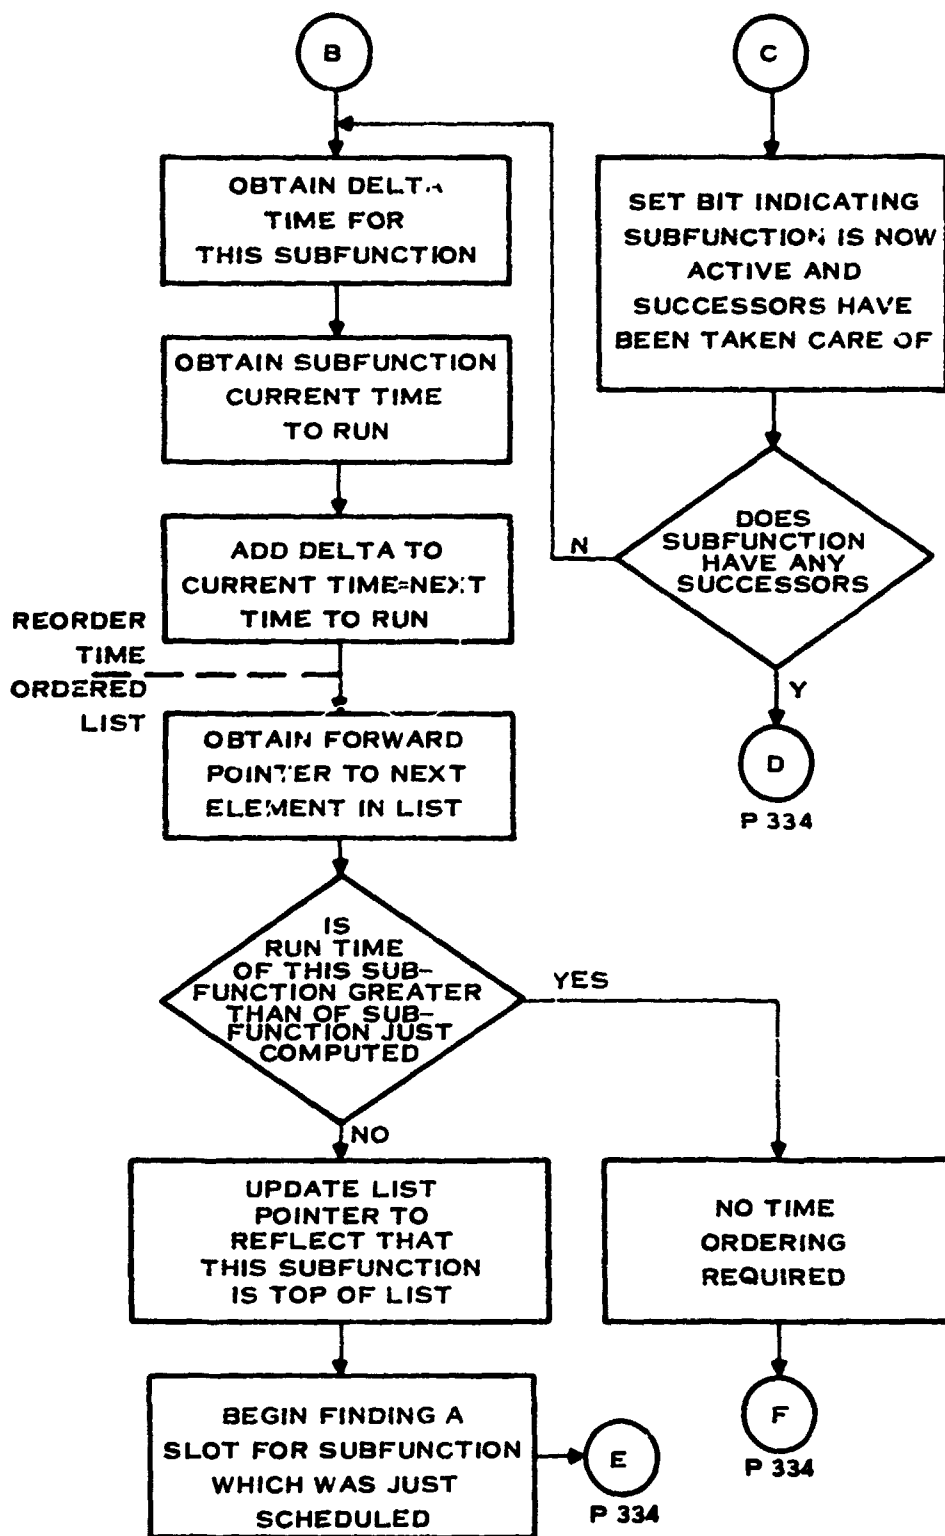 B
OBTAIN DELTA
TIME FOR
THIS SUBFUNCTION
OBTAIN SUBFUNCTION
CURRENT TIME
TO RUN
ADD DELTA TO
CURRENT TIME=NEXT
TIME TO RUN
REORDER
TIME
ORDERED
LIST
OBTAIN FORWARD
POINTER TO NEXT
ELEMENT IN LIST
IS
RUN TIME
OF THIS SUB-
FUNCTION GREATER
THAN OF SUB-
FUNCTION JUST
COMPUTED
YES
NO
UPDATE LIST
POINTER TO
REFLECT THAT
THIS SUBFUNCTION
IS TOP OF LIST
BEGIN FINDING A
SLOT FOR SUBFUNCTION
WHICH WAS JUST
SCHEDULED
E
P 334
C
SET BIT INDICATING
SUBFUNCTION IS NOW
ACTIVE AND
SUCCESSORS HAVE
BEEN TAKEN CARE OF
DOES
SUBFUNCTION
HAVE ANY
SUCCESSORS
N
Y
D
P 334
NO TIME
ORDERING
REQUIRED
F
P 334